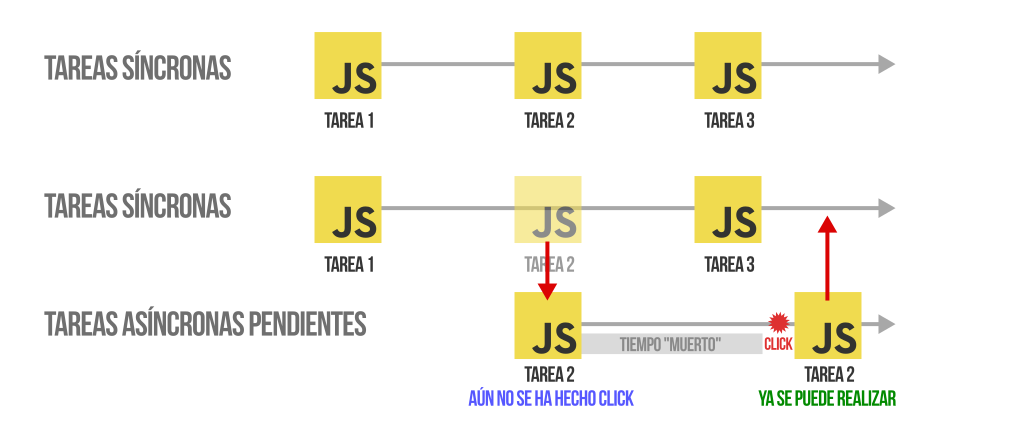 TAREAS SÍNCRONAS
JS
JS
JS
TAREA 1
TAREA 2
TAREA 3
TAREAS SÍNCRONAS
JS
JS
JS
TAREA 1
TAREA 2
TAREA 3
TAREAS ASÍNCRONAS PENDIENTES
JS
TIEMPO "MUERTO"
CLICK
JS
TAREA 2
TAREA 2
AÚN NO SE HA HECHO CLICK
YA SE PUEDE REALIZAR